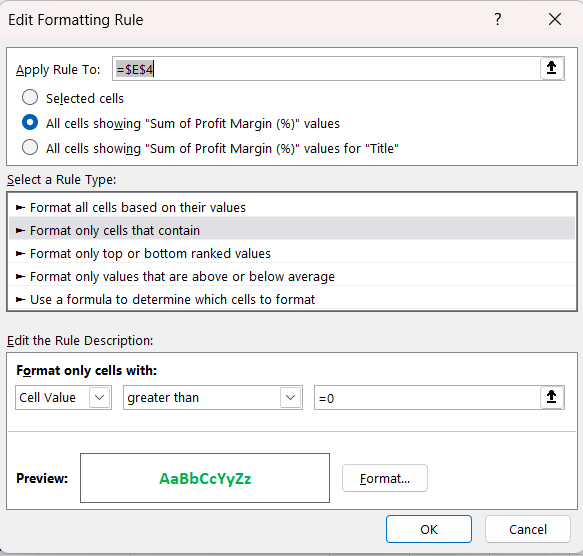 Edit Formatting Rule ?
Apply Rule To: =$E$4
Selected cells
All cells showing "Sum of Profit Margin (%)" values
All cells showing "Sum of Profit Margin (%)" values for "Title"
Select a Rule Type:
► Format all cells based on their values
► Format only cells that contain
► Format only top or bottom ranked values
► Format only values that are above or below average
► Use a formula to determine which cells to format
Edit the Rule Description:
Format only cells with:
Cell Value greater than =0
Preview: AaBbCcYyZz Format...
OK Cancel